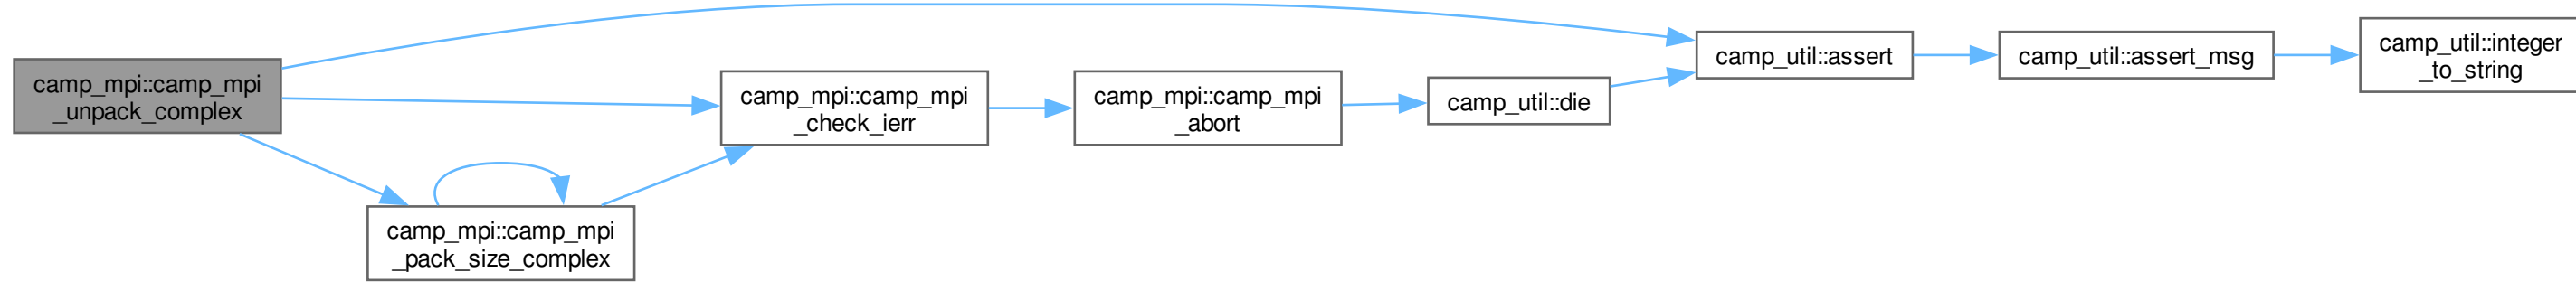 camp_mpi::camp_mpi
_unpack_complex
camp_mpi::camp_mpi
_check_ierr
camp_mpi::camp_mpi
_pack_size_complex
camp_mpi::camp_mpi
_abort
camp_util::die
camp_util::assert
camp_util::assert_msg
camp_util::integer
_to_string